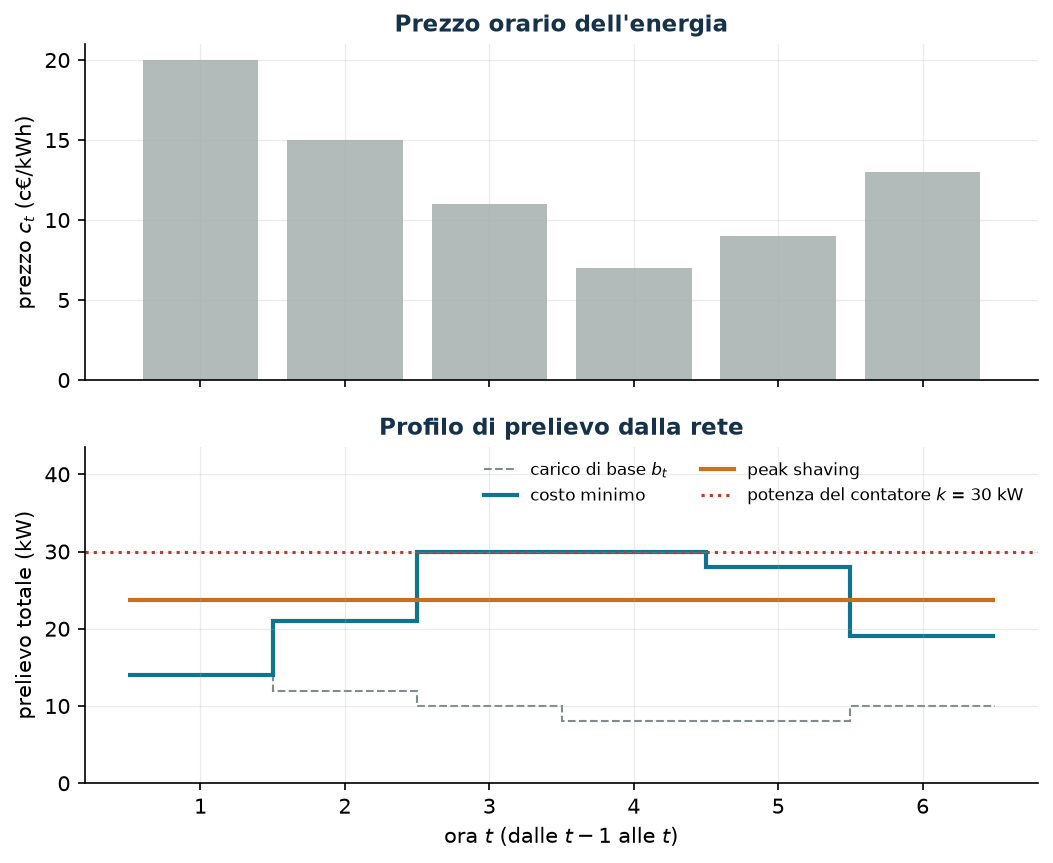 Prezzo orario dell'energia
prezzo c_t (c€/kWh)
20
15
10
5
0
Profilo di prelievo dalla rete
carico di base b_t
costo minimo
peak shaving
potenza del contatore k = 30 kW
prelievo totale (kW)
40
30
20
10
0
1 2 3 4 5 6
ora t (dalle t − 1 alle t)